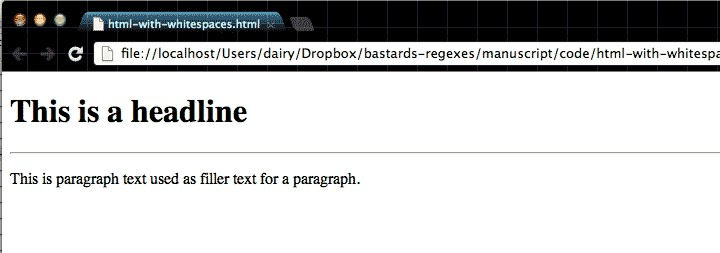 html-with-whitespaces.html
file://localhost/Users/dairy/Dropbox/bastards-regexes/manuscript/code/html-with-whitespa
This is a headline
This is paragraph text used as filler text for a paragraph.